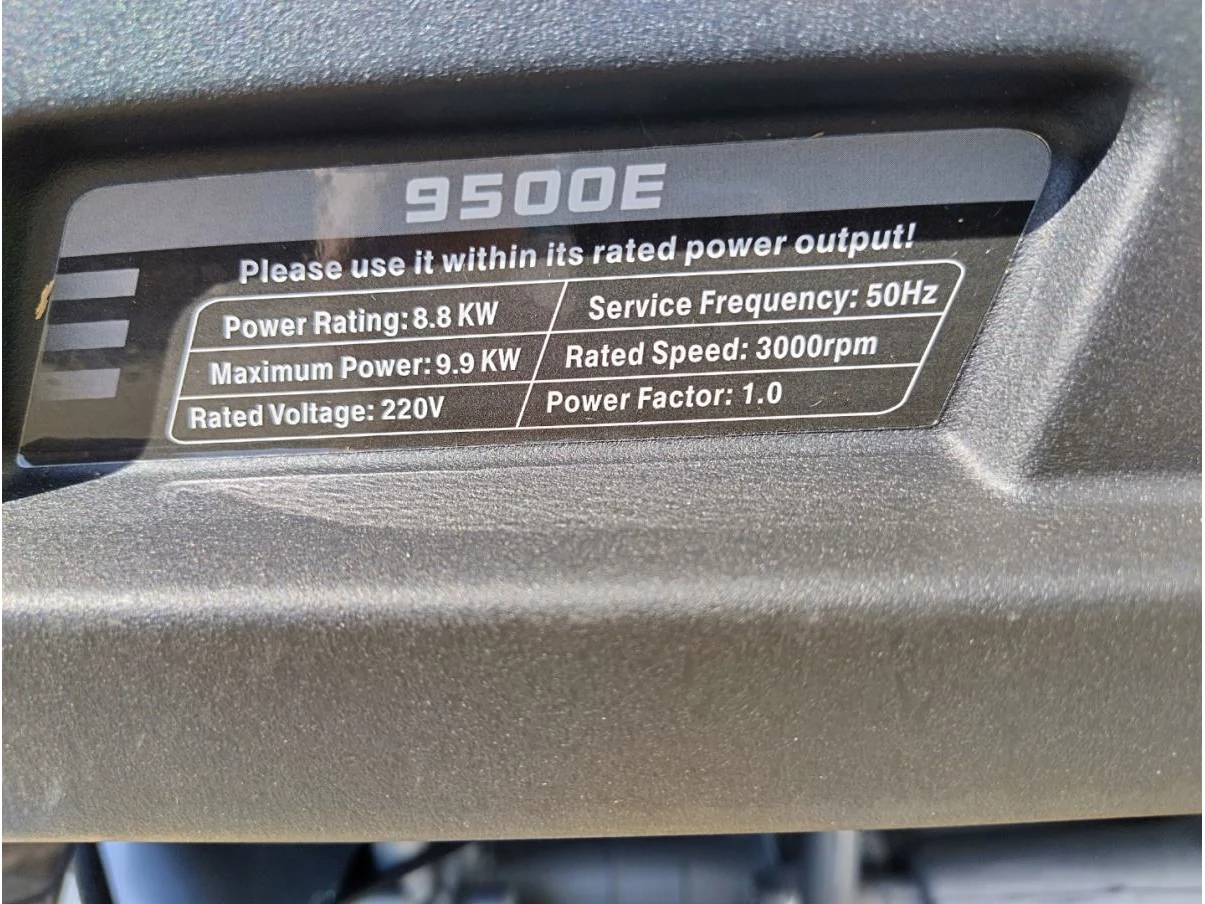 9500E
Please use it within its rated power output!
Power Rating: 8.8 KW
Service Frequency: 50Hz
Maximum Power: 9.9 KW
Rated Speed: 3000rpm
Rated Voltage: 220V
Power Factor: 1.0